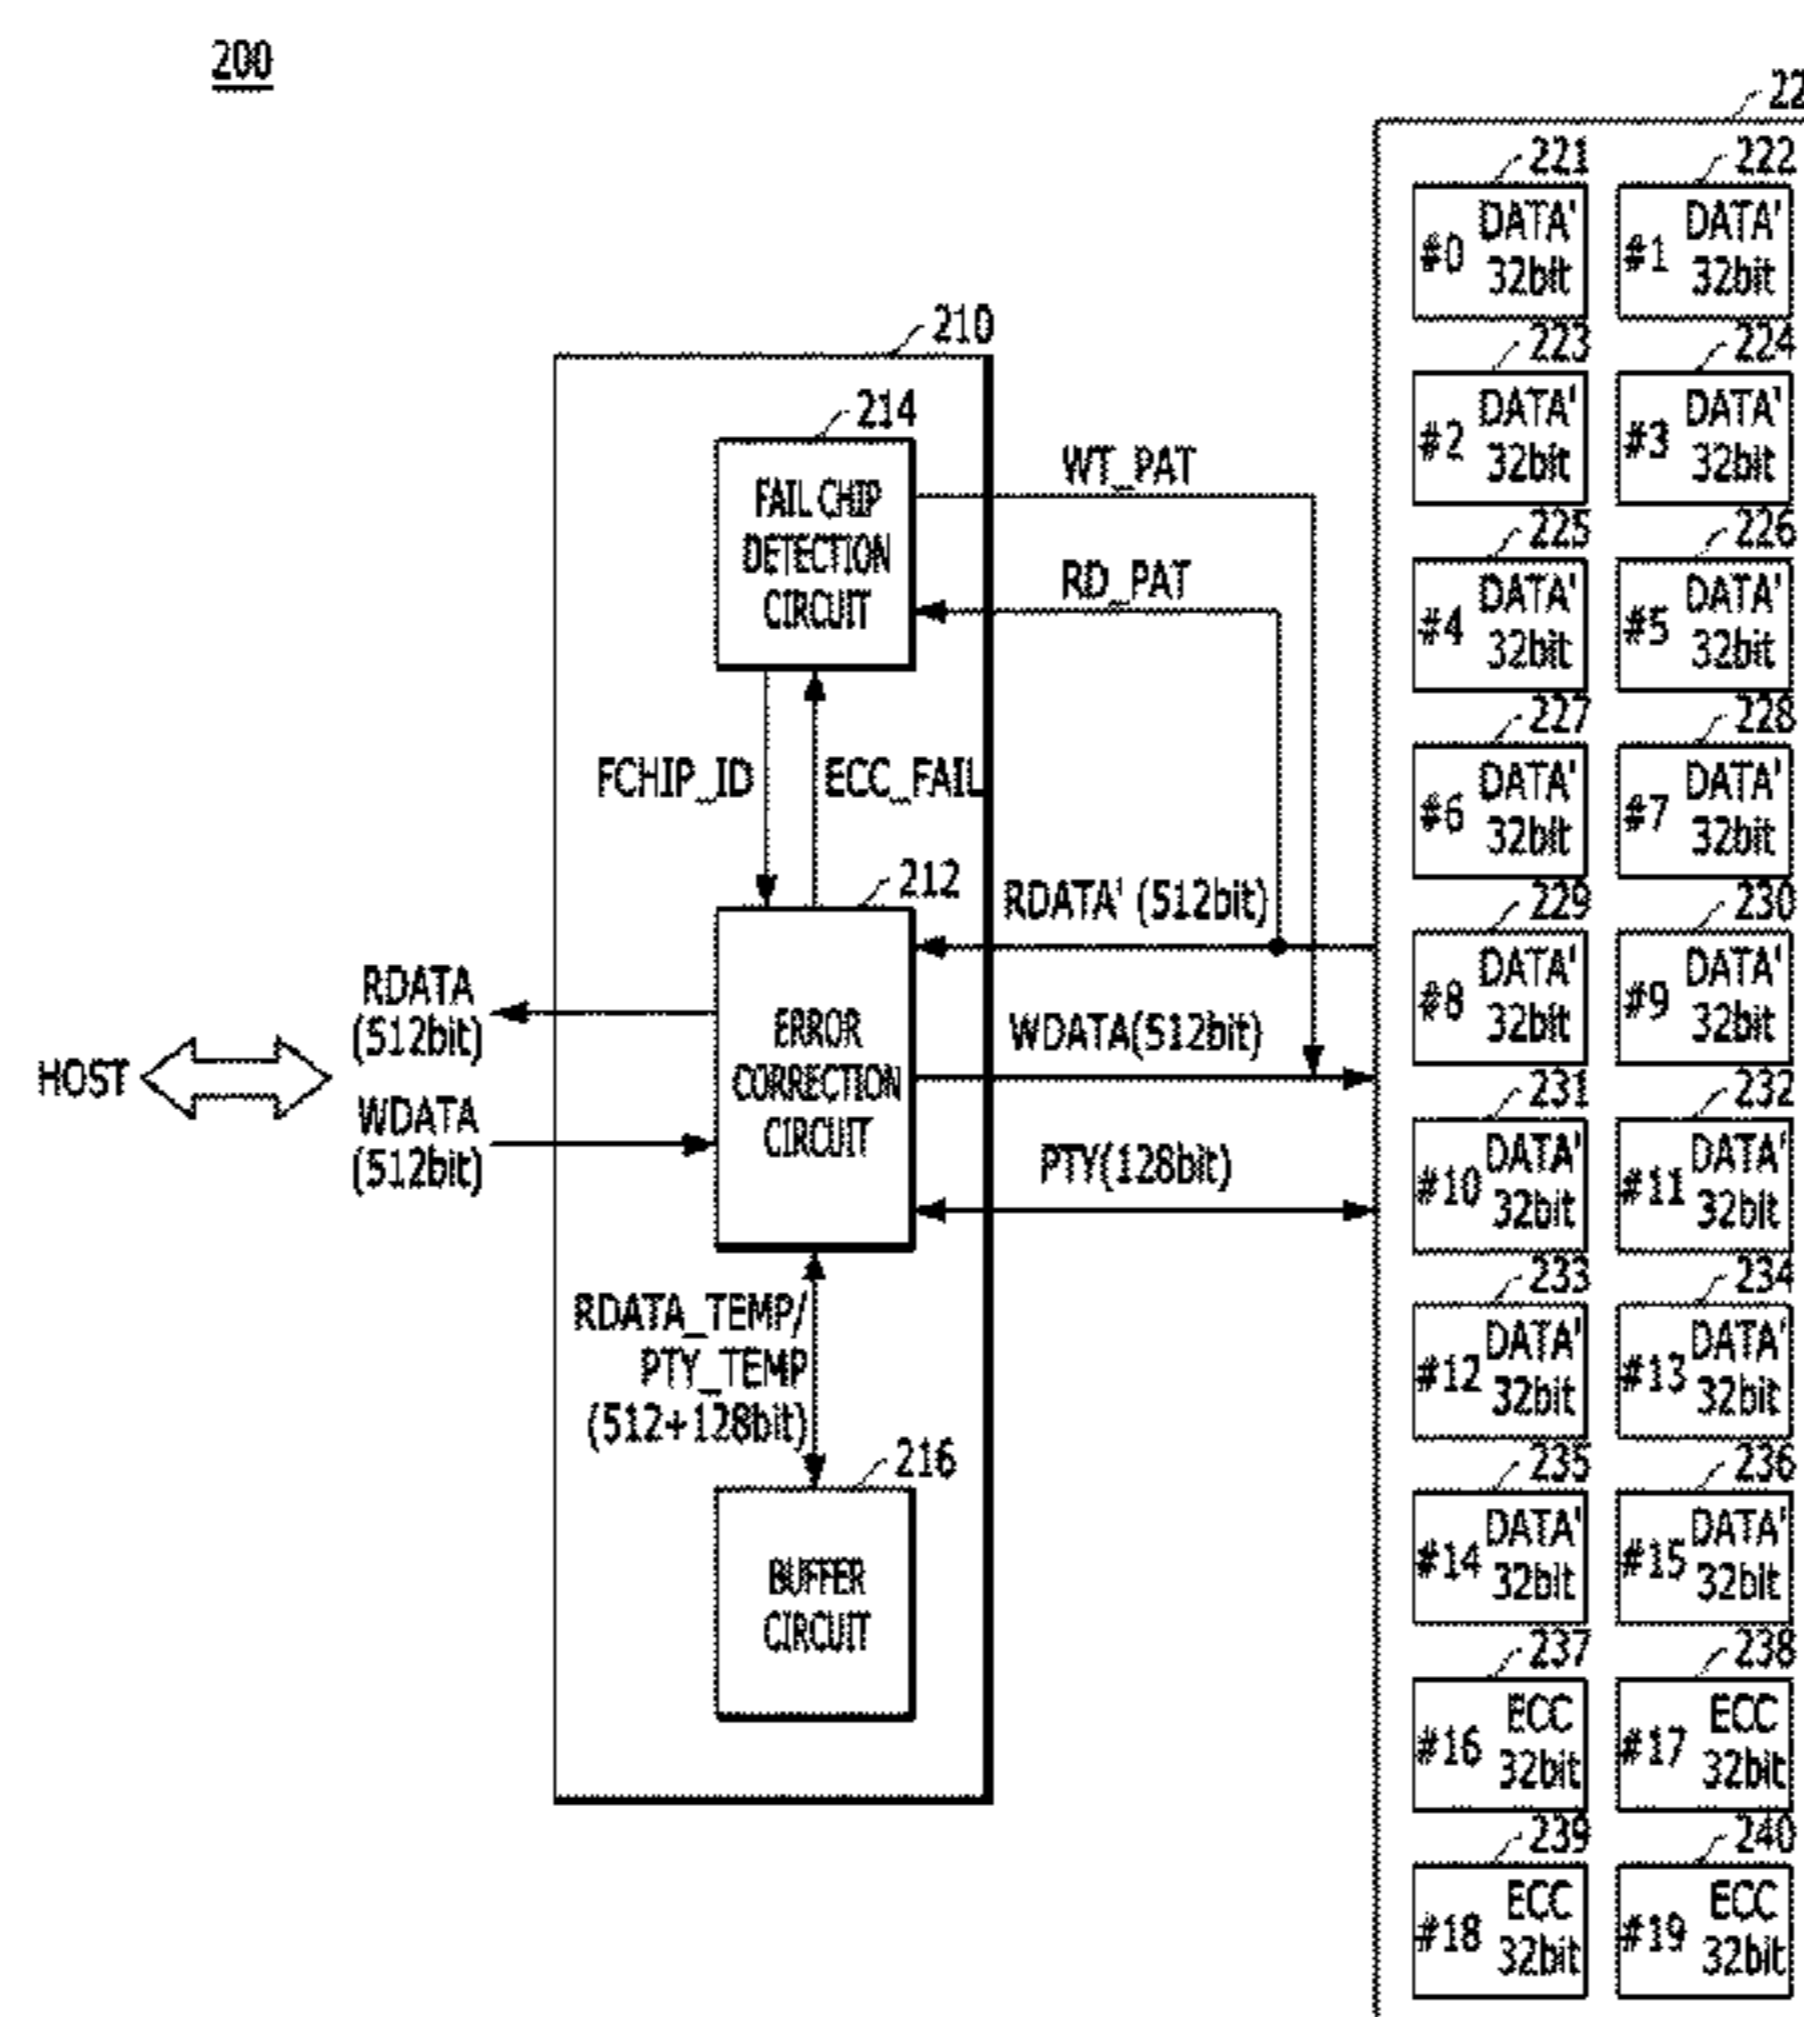 200
22
221
222
#0 DATA' 32bit
#1 DATA' 32bit
223
224
#2 DATA' 32bit
#3 DATA' 32bit
225
226
#4 DATA' 32bit
#5 DATA' 32bit
227
228
#6 DATA' 32bit
#7 DATA' 32bit
229
230
#8 DATA' 32bit
#9 DATA' 32bit
231
232
#10 DATA' 32bit
#11 DATA' 32bit
233
234
#12 DATA' 32bit
#13 DATA' 32bit
235
236
#14 DATA' 32bit
#15 DATA' 32bit
237
238
#16 ECC 32bit
#17 ECC 32bit
239
240
#18 ECC 32bit
#19 ECC 32bit
210
214
FAIL CHIP
DETECTION
CIRCUIT
WT_PAT
RD_PAT
FCHIP_ID
ECC_FAIL
212
ERROR
CORRECTION
CIRCUIT
RDATA' (512bit)
WDATA(512bit)
PTY(128bit)
HOST
RDATA
(512bit)
WDATA
(512bit)
RDATA_TEMP/
PTY_TEMP
(512+128bit)
216
BUFFER
CIRCUIT